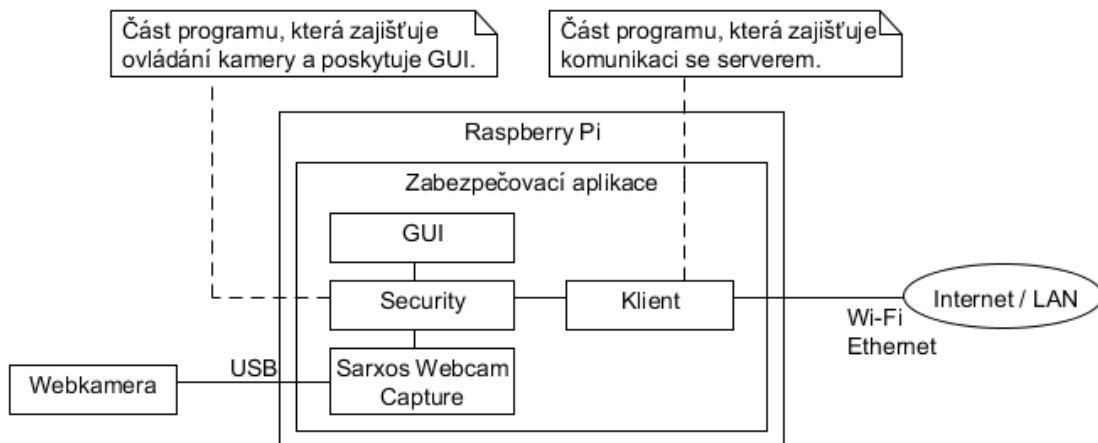 Část programu, která zajišťuje
ovládání kamery a poskytuje GUI.
Část programu, která zajišťuje
komunikaci se serverem.
Raspberry Pi
Zabezpečovací aplikace
GUI
Security
Klient
Internet / LAN
Wi-Fi
Ethernet
USB
Webkamera
Sarxos Webcam
Capture